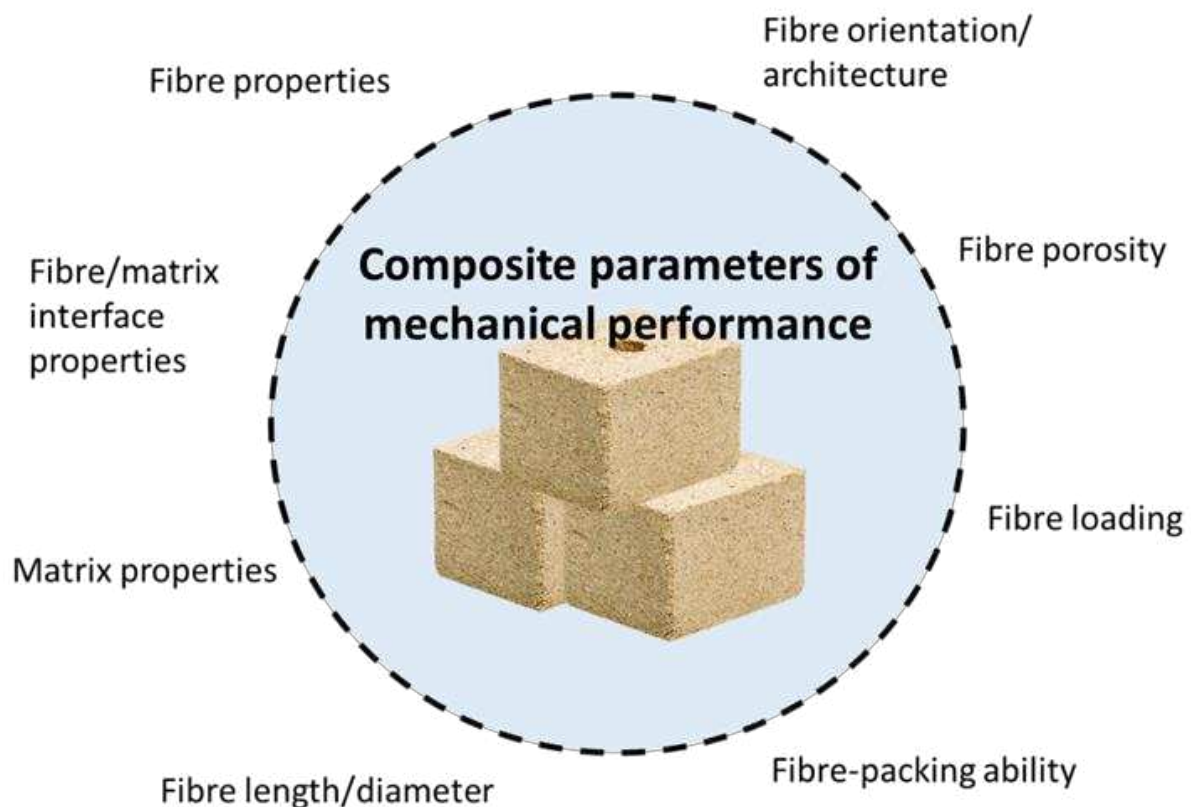 Fibre orientation/
architecture
Fibre properties
Fibre porosity
Fibre/matrix
interface
properties
Composite parameters of
mechanical performance
Fibre loading
Matrix properties
Fibre-packing ability
Fibre length/diameter